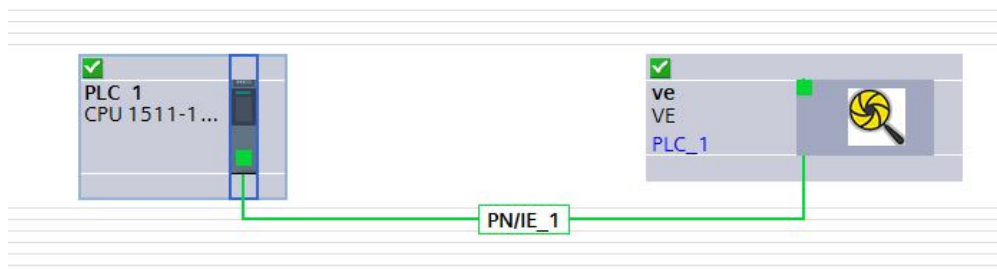 PLC_1
CPU 1511-1...
ve
VE
PLC_1
PN/IE_1